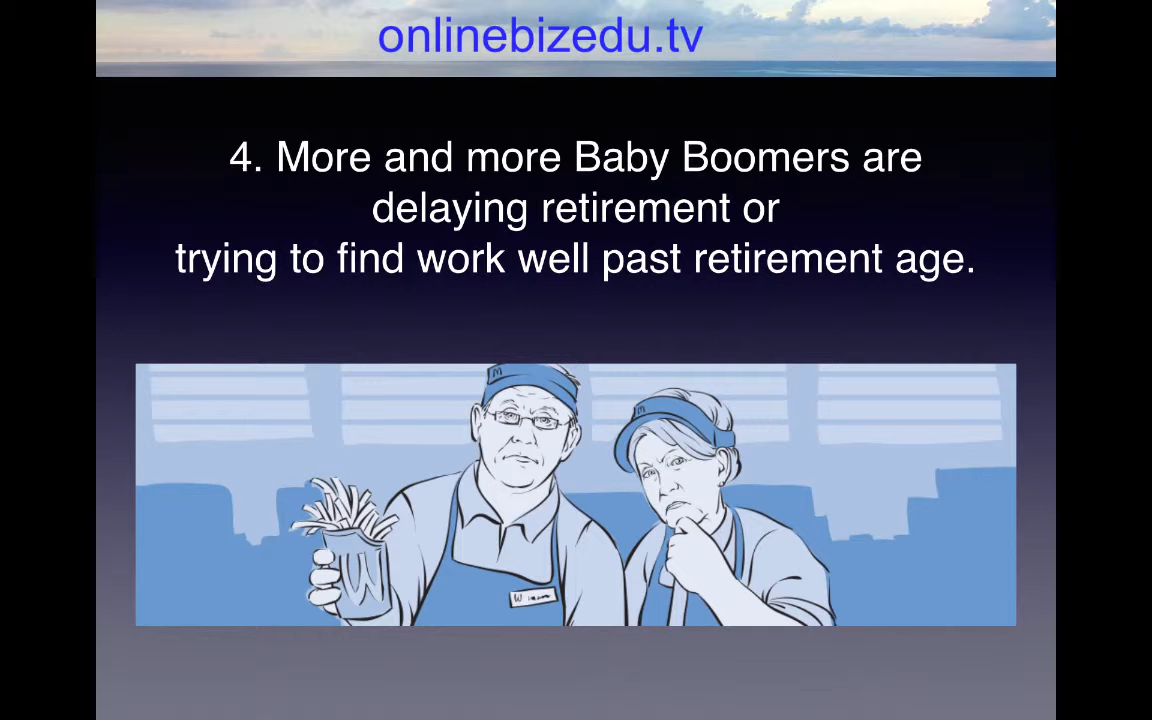 onlinebizedu.tv
4. More and more Baby Boomers are
delaying retirement or
trying to find work well past retirement age.
M
M
M